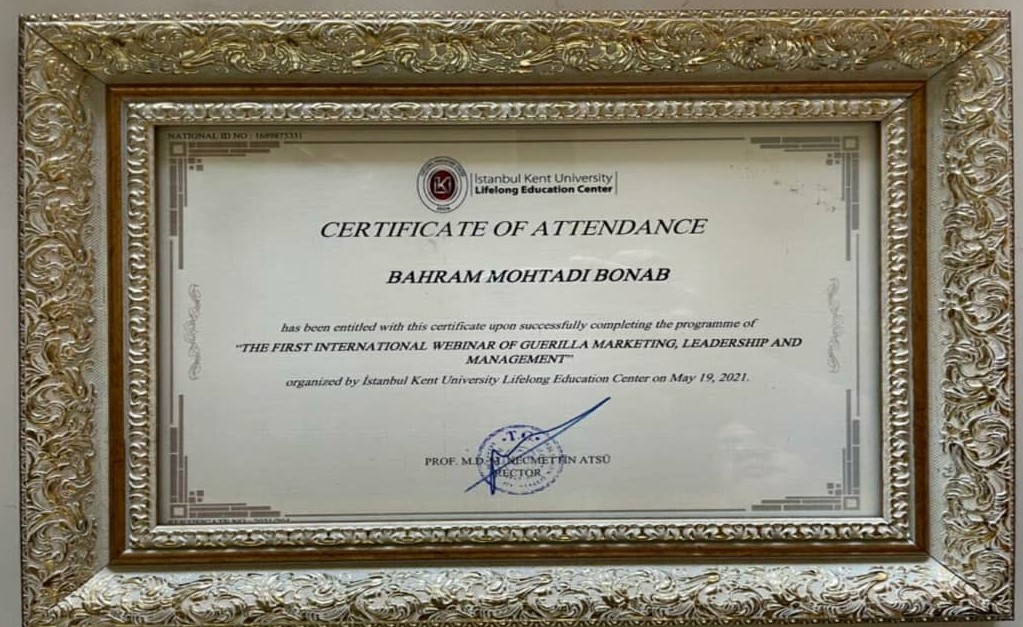 NATIONAL ID NO : 1689875331
İstanbul Kent University
Lifelong Education Center
CERTIFICATE OF ATTENDANCE
BAHRAM MOHTADI BONAB
has been entitled with this certificate upon successfully completing the programme of
"THE FIRST INTERNATIONAL WEBINAR OF GUERILLA MARKETING, LEADERSHIP AND
MANAGEMENT"
organized by İstanbul Kent University Lifelong Education Center on May 19, 2021.
T.C.
PROF. M.D. NECMETTİN ATSÜ
RECTOR